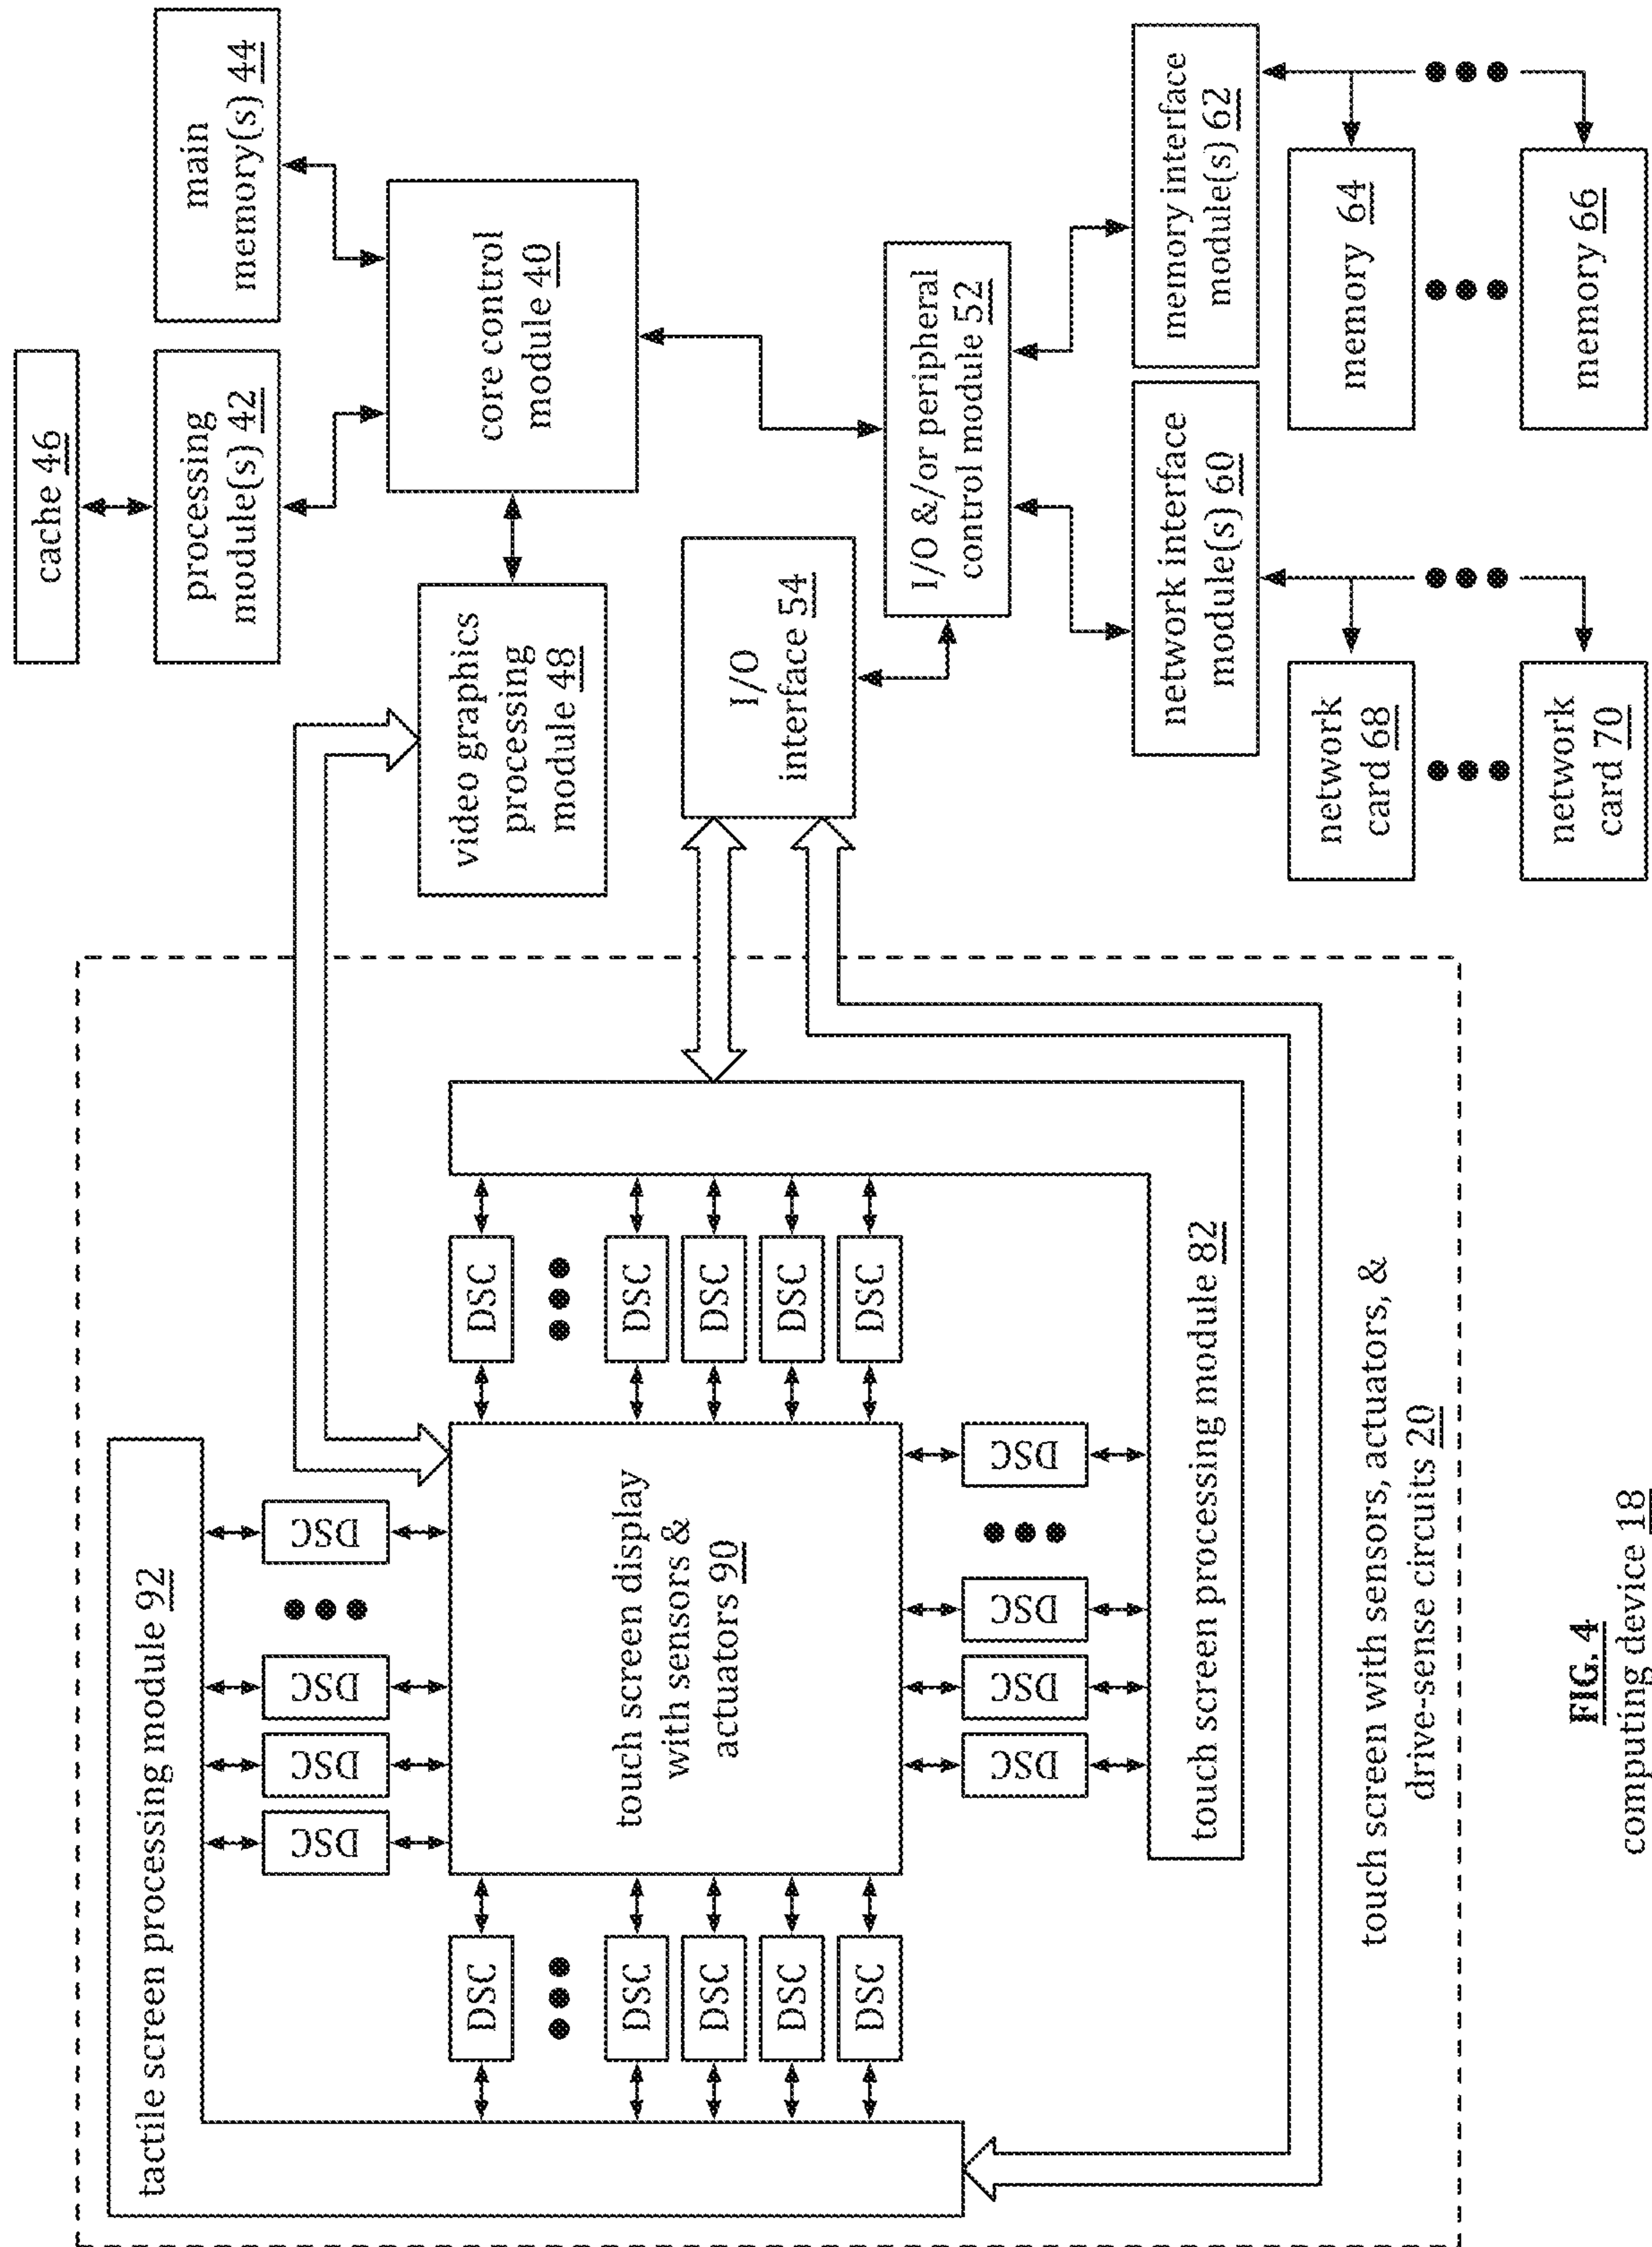 cache 46
processing
module(s) 42
main
memory(s) 44
core control
module 40
video graphics
processing
module 48
I/O
interface 54
I/O &/or peripheral
control module 52
network interface
module(s) 60
memory interface
module(s) 62
network
card 68
network
card 70
memory 64
memory 66
tactile screen processing module 92
DSC
DSC
DSC
DSC
DSC
DSC
DSC
DSC
DSC
touch screen display
with sensors &
actuators 90
DSC
DSC
DSC
DSC
DSC
DSC
DSC
DSC
DSC
touch screen processing module 82
touch screen with sensors, actuators, &
drive-sense circuits 20
FIG. 4
computing device 18